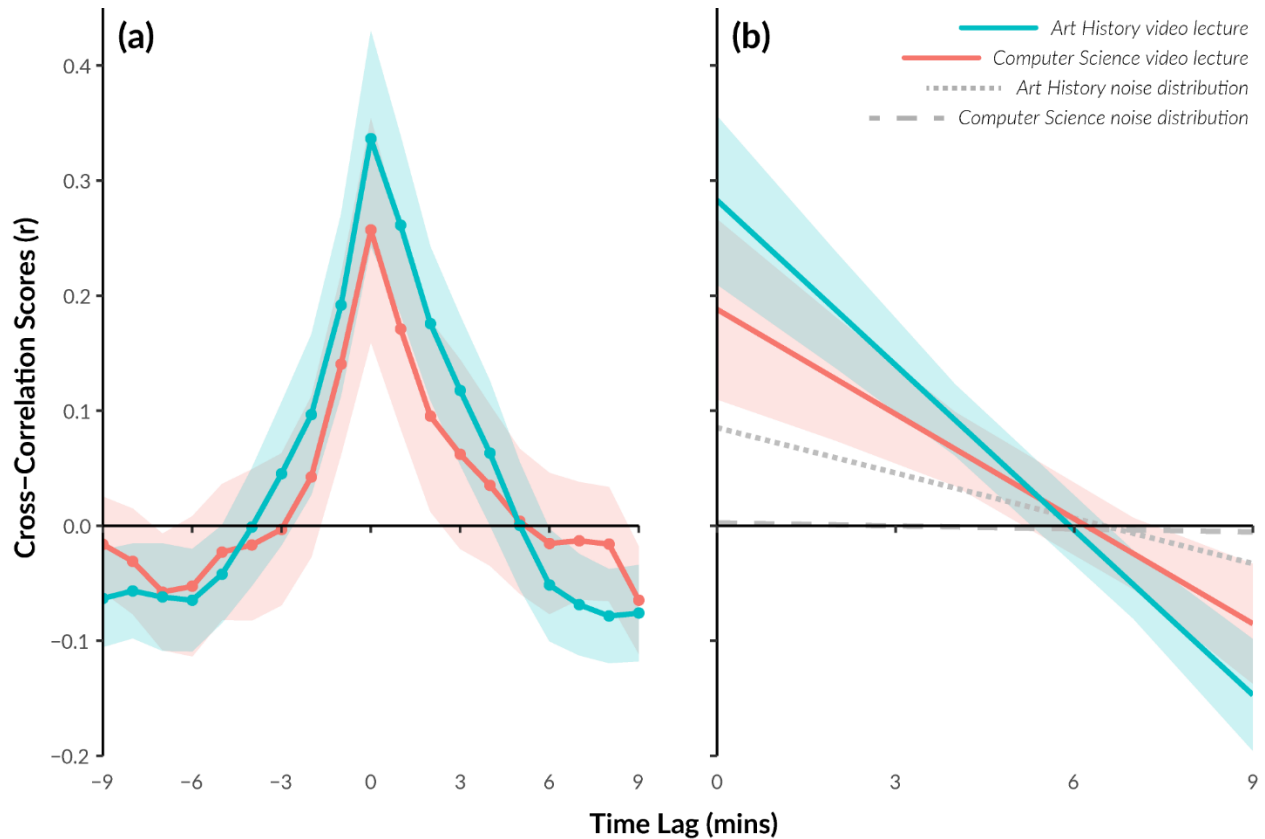 (a)
(b)
Art History video lecture
Computer Science video lecture
Art History noise distribution
Computer Science noise distribution
Cross−Correlation Scores (r)
0.4
0.3
0.2
0.1
0.0
−0.1
−0.2
−9 −6 −3 0 3 6 9
0 3 6 9
Time Lag (mins)